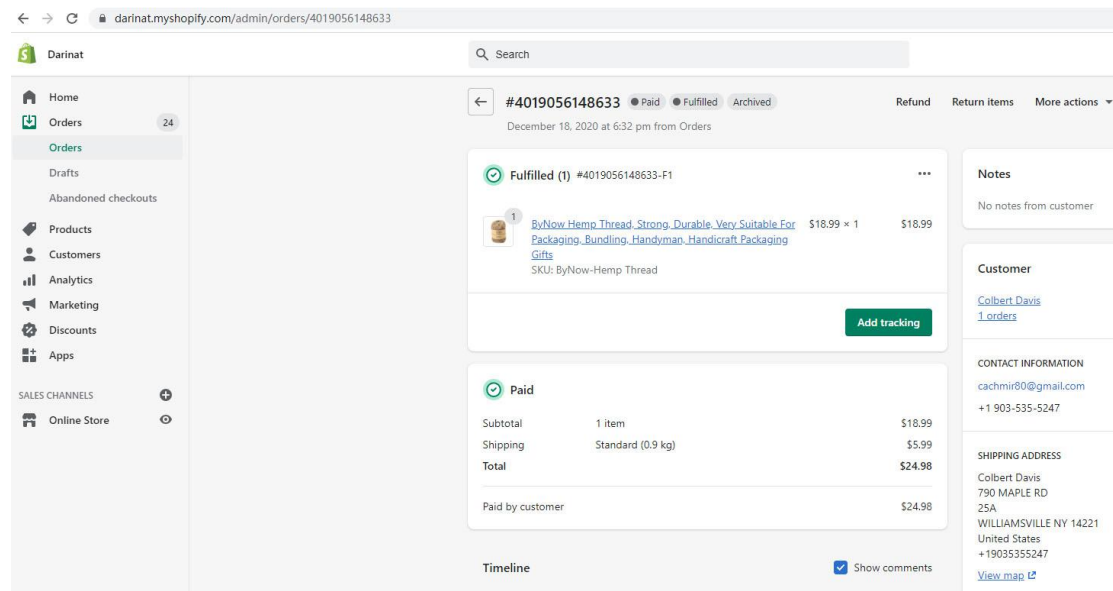 darinat.myshopify.com/admin/orders/4019056148633
Darinat
Search
Home
Orders 24
Orders
Drafts
Abandoned checkouts
Products
Customers
Analytics
Marketing
Discounts
Apps
SALES CHANNELS
Online Store
#4019056148633 Paid Fulfilled Archived
Refund Return items More actions
December 18, 2020 at 6:32 pm from Orders
Fulfilled (1) #4019056148633-F1
1
ByNow Hemp Thread, Strong, Durable, Very Suitable For $18.99 × 1 $18.99
Packaging, Bundling, Handyman, Handicraft Packaging
Gifts
SKU: ByNow-Hemp Thread
Add tracking
Paid
Subtotal 1 item $18.99
Shipping Standard (0.9 kg) $5.99
Total $24.98
Paid by customer $24.98
Timeline
Show comments
Notes
No notes from customer
Customer
Colbert Davis
1 orders
CONTACT INFORMATION
cachmir80@gmail.com
+1 903-535-5247
SHIPPING ADDRESS
Colbert Davis
790 MAPLE RD
25A
WILLIAMSVILLE NY 14221
United States
+19035355247
View map